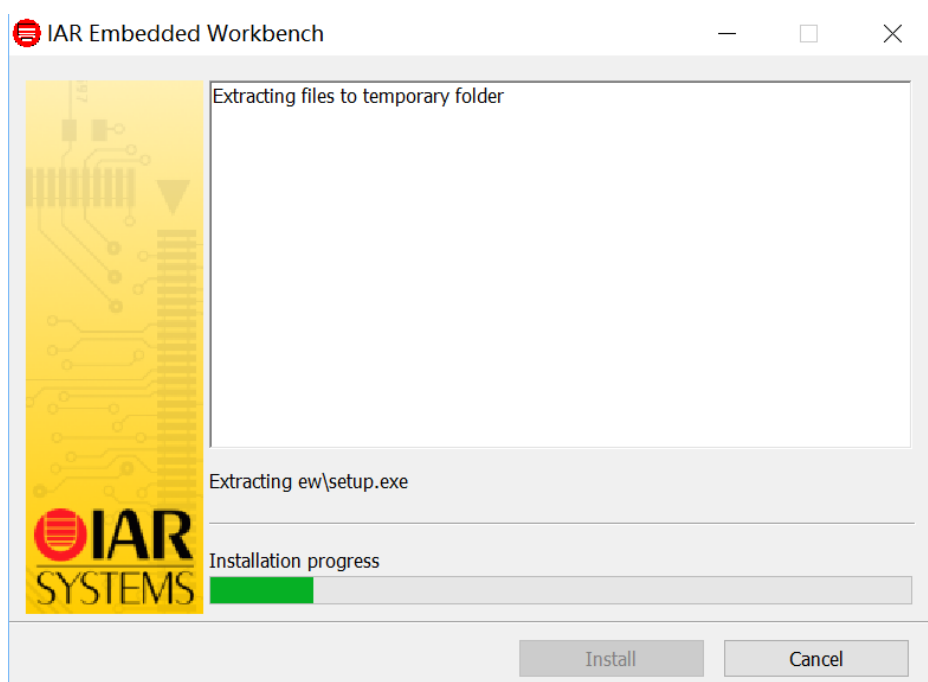 IAR Embedded Workbench
Extracting files to temporary folder
Extracting ew\setup.exe
IAR
SYSTEMS
Installation progress
Install
Cancel